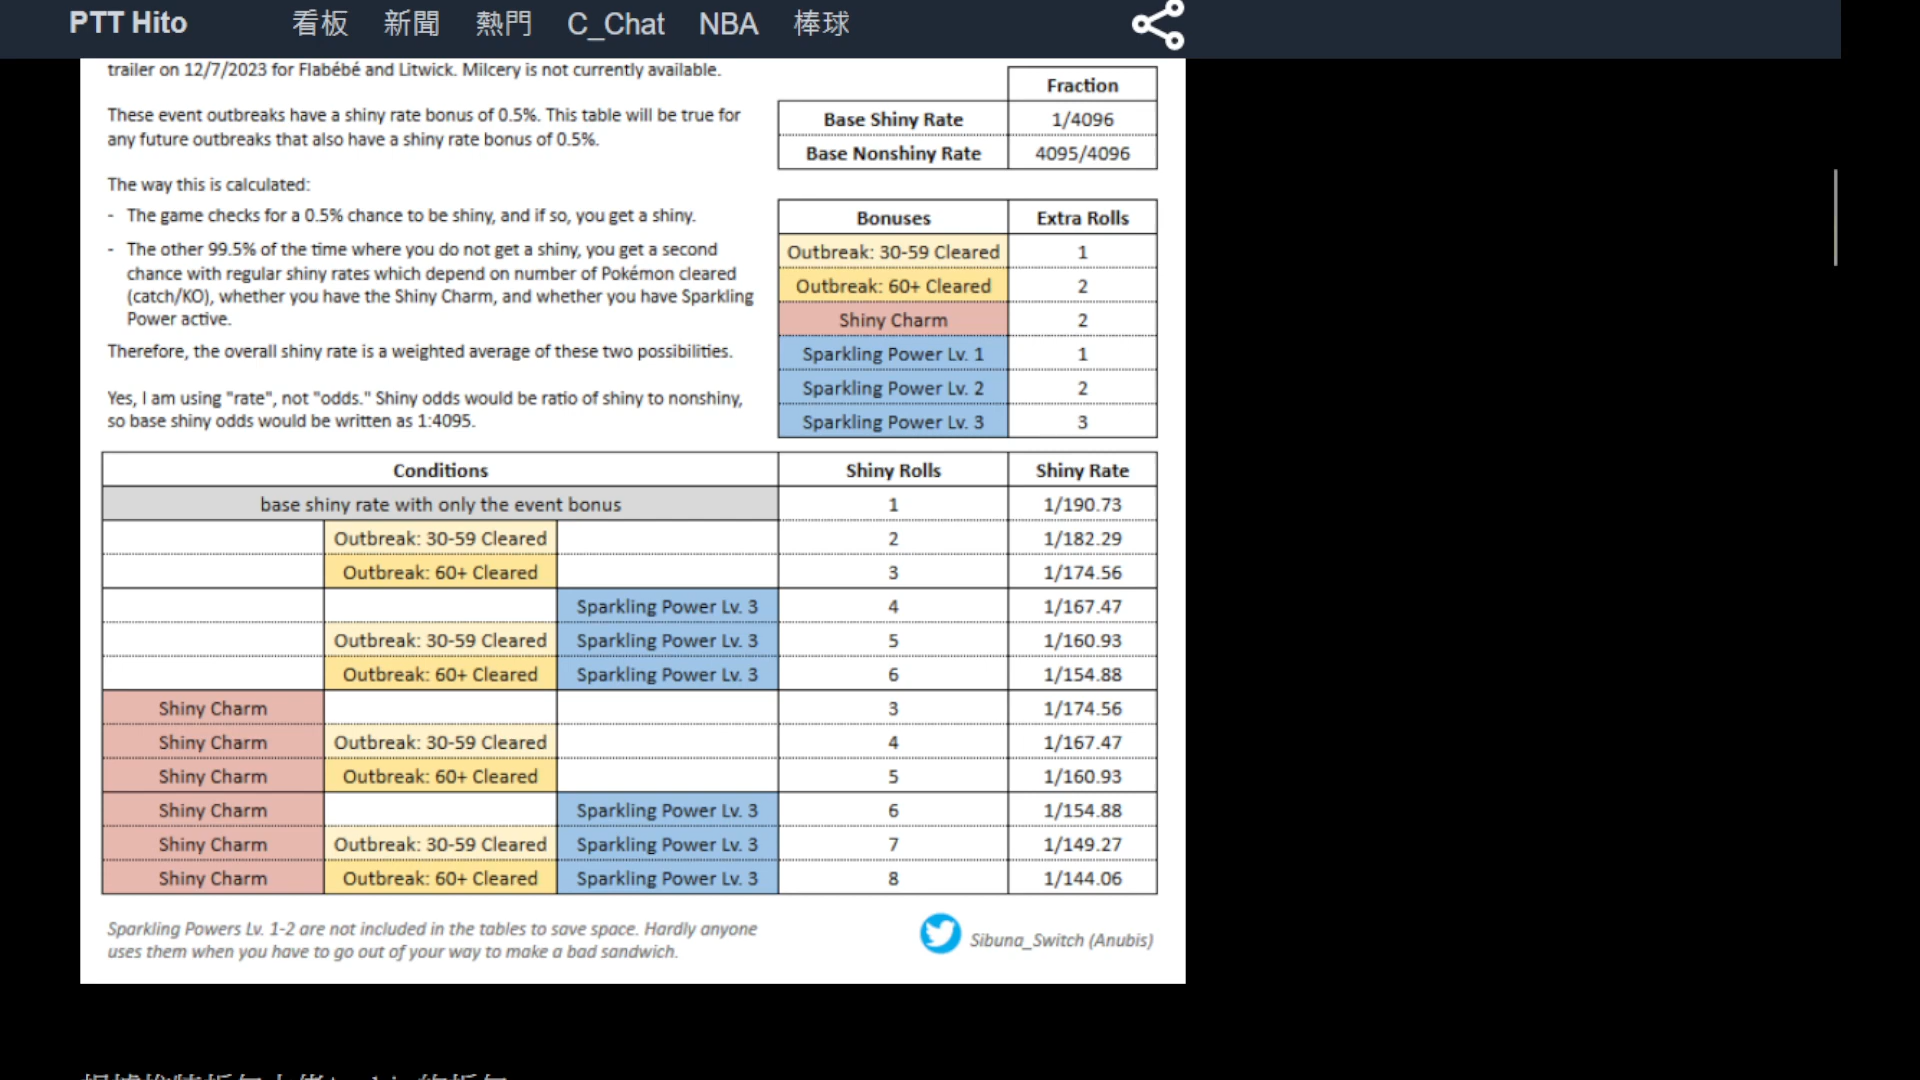 PTT Hito 看板 新聞 熱門 C_Chat NBA 棒球
trailer on 12/7/2023 for Flabébé and Litwick. Milcery is not currently available.
These event outbreaks have a shiny rate bonus of 0.5%. This table will be true for
any future outbreaks that also have a shiny rate bonus of 0.5%.
The way this is calculated:
- The game checks for a 0.5% chance to be shiny, and if so, you get a shiny.
- The other 99.5% of the time where you do not get a shiny, you get a second
chance with regular shiny rates which depend on number of Pokémon cleared
(catch/KO), whether you have the Shiny Charm, and whether you have Sparkling
Power active.
Therefore, the overall shiny rate is a weighted average of these two possibilities.
Yes, I am using "rate", not "odds." Shiny odds would be ratio of shiny to nonshiny,
so base shiny odds would be written as 1:4095.
Fraction
Base Shiny Rate 1/4096
Base Nonshiny Rate 4095/4096
Bonuses Extra Rolls
Outbreak: 30-59 Cleared 1
Outbreak: 60+ Cleared 2
Shiny Charm 2
Sparkling Power Lv. 1 1
Sparkling Power Lv. 2 2
Sparkling Power Lv. 3 3
Conditions Shiny Rolls Shiny Rate
base shiny rate with only the event bonus 1 1/190.73
Outbreak: 30-59 Cleared 2 1/182.29
Outbreak: 60+ Cleared 3 1/174.56
Sparkling Power Lv. 3 4 1/167.47
Outbreak: 30-59 Cleared Sparkling Power Lv. 3 5 1/160.93
Outbreak: 60+ Cleared Sparkling Power Lv. 3 6 1/154.88
Shiny Charm 3 1/174.56
Shiny Charm Outbreak: 30-59 Cleared 4 1/167.47
Shiny Charm Outbreak: 60+ Cleared 5 1/160.93
Shiny Charm Sparkling Power Lv. 3 6 1/154.88
Shiny Charm Outbreak: 30-59 Cleared Sparkling Power Lv. 3 7 1/149.27
Shiny Charm Outbreak: 60+ Cleared Sparkling Power Lv. 3 8 1/144.06
Sparkling Powers Lv. 1-2 are not included in the tables to save space. Hardly anyone
uses them when you have to go out of your way to make a bad sandwich.
Sibuna_Switch (Anubis)